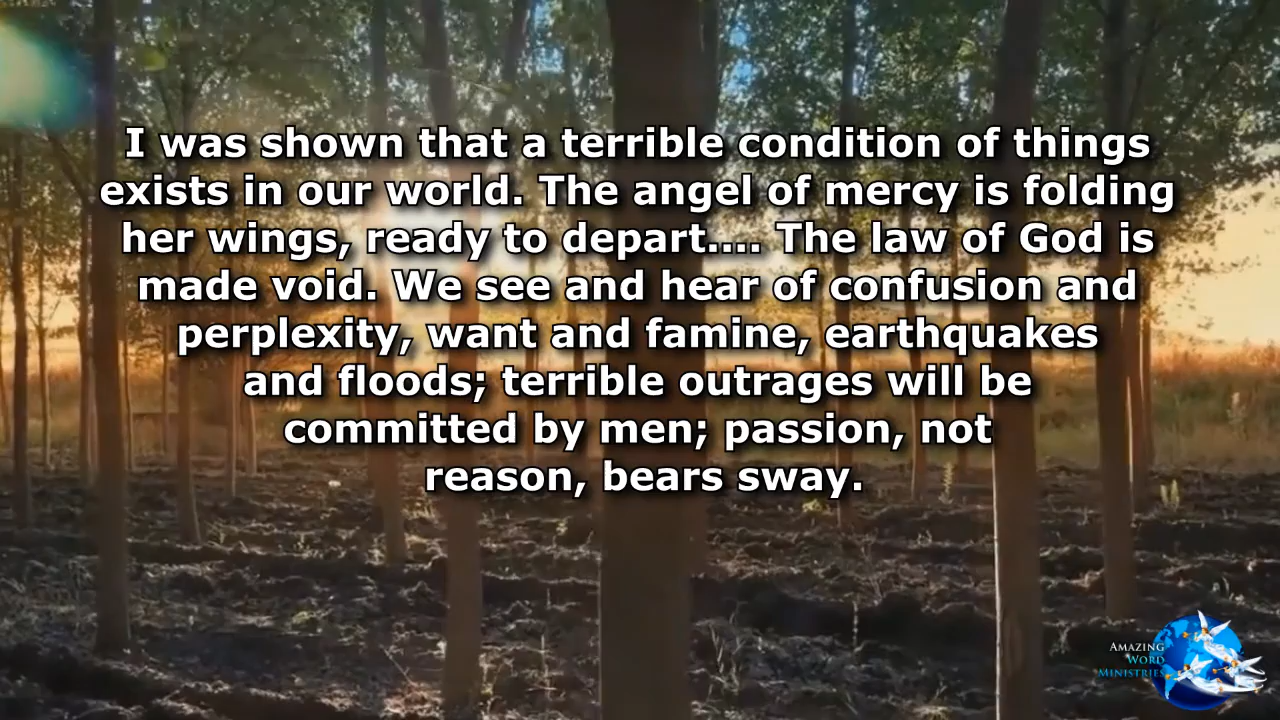 I was shown that a terrible condition of things
exists in our world. The angel of mercy is folding
her wings, ready to depart.... The law of God is
made void. We see and hear of confusion and
perplexity, want and famine, earthquakes
and floods; terrible outrages will be
committed by men; passion, not
reason, bears sway.
AMAZING
WORD
MINISTRIES